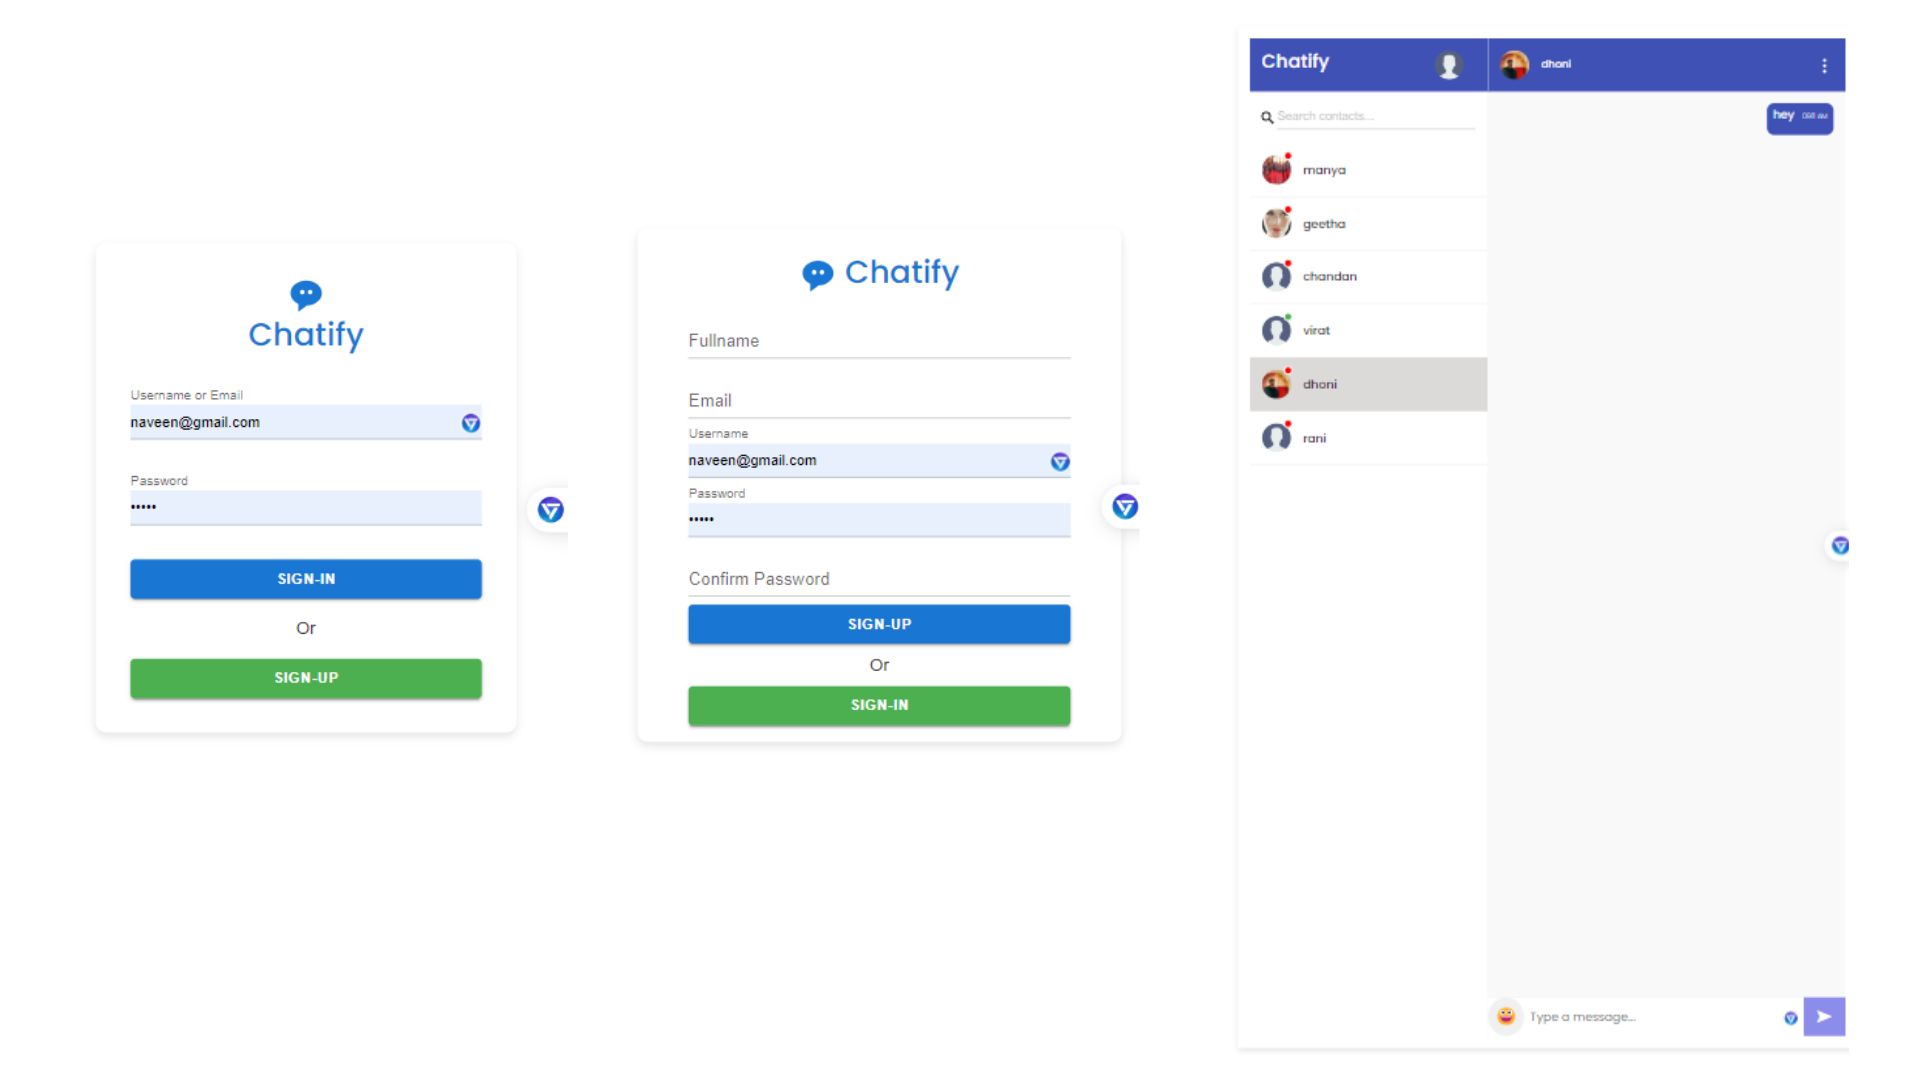 Chatify
Username or Email
naveen@gmail.com
Password
•••••
SIGN-IN
Or
SIGN-UP
Chatify
Fullname
Email
Username
naveen@gmail.com
Password
•••••
Confirm Password
SIGN-UP
Or
SIGN-IN
Chatify
dhoni
Search contacts...
hey
manya
geetha
chandan
virat
dhoni
rani
Type a message...